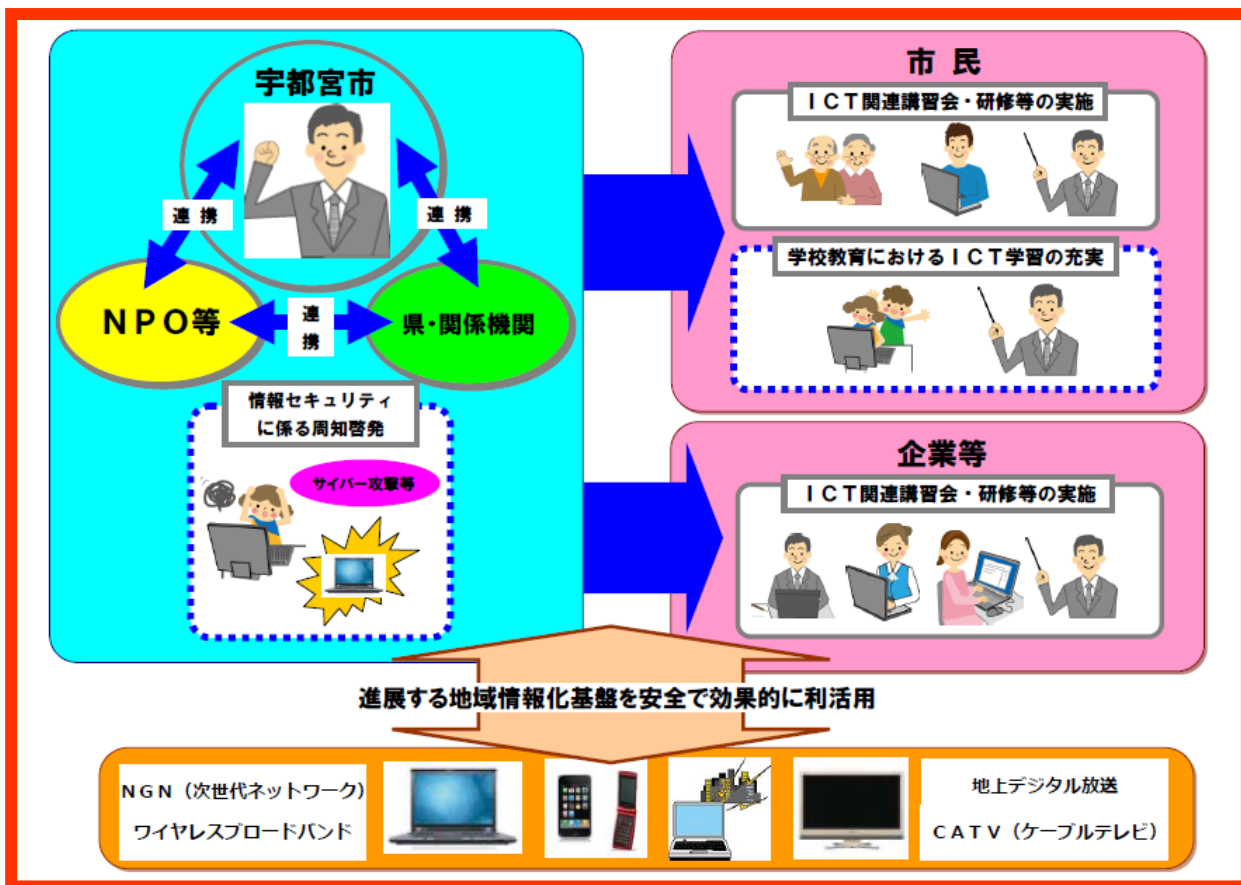 宇都宮市
連携
連携
NPO等
連
携
県・関係機関
情報セキュリティ
に係る周知啓発
サイバー攻撃等
市 民
ICT関連講習会・研修等の実施
学校教育におけるICT学習の充実
企業等
ICT関連講習会・研修等の実施
進展する地域情報化基盤を安全で効果的に利活用
NGN（次世代ネットワーク）
ワイヤレスブロードバンド
地上デジタル放送
CATV（ケーブルテレビ）